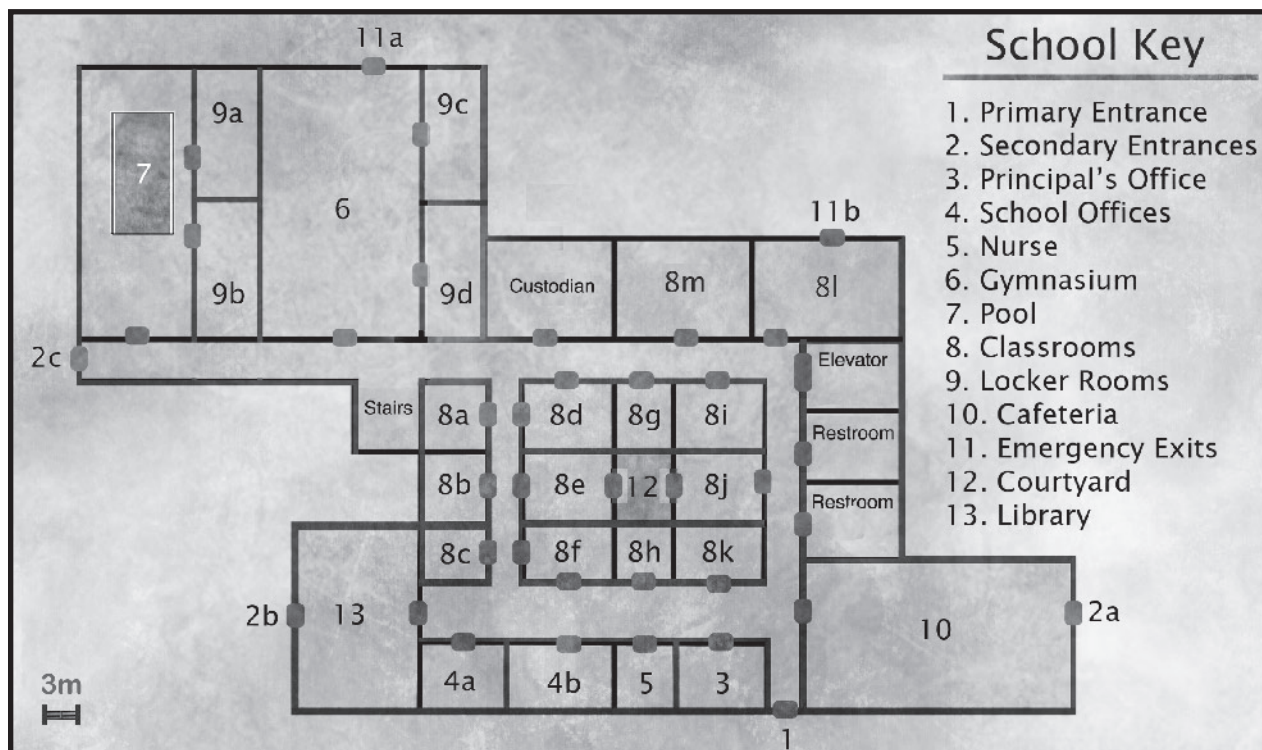 School Key
1. Primary Entrance
2. Secondary Entrances
3. Principal's Office
4. School Offices
5. Nurse
6. Gymnasium
7. Pool
8. Classrooms
9. Locker Rooms
10. Cafeteria
11. Emergency Exits
12. Courtyard
13. Library
11a
9a
9c
7
6
11b
9b
9d
Custodian
8m
8l
2c
Elevator
Stairs
8a
8d
8g
8i
Restroom
8b
8e
12
8j
Restroom
8c
8f
8h
8k
2b
13
10
2a
3m
4a
4b
5
3
1